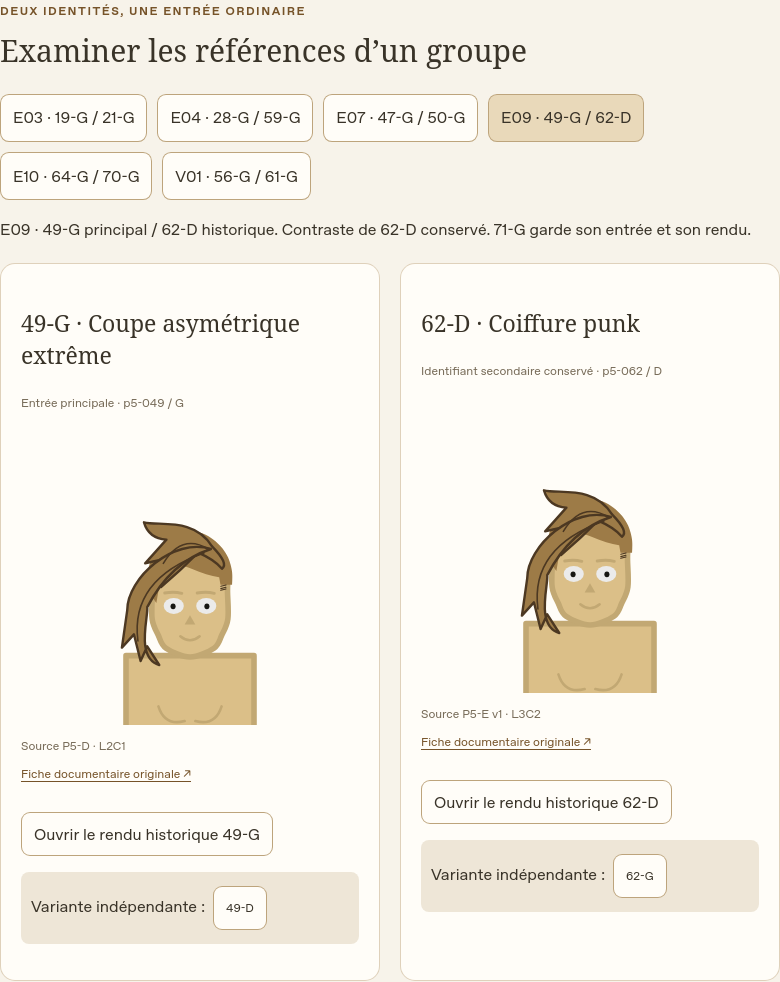 DEUX IDENTITÉS, UNE ENTRÉE ORDINAIRE
Examiner les références d’un groupe
E03 · 19-G / 21-G
E04 · 28-G / 59-G
E07 · 47-G / 50-G
E09 · 49-G / 62-D
E10 · 64-G / 70-G
V01 · 56-G / 61-G
E09 · 49-G principal / 62-D historique. Contraste de 62-D conservé. 71-G garde son entrée et son rendu.
49-G · Coupe asymétrique
extrême
Entrée principale · p5-049 / G
Source P5-D · L2C1
Fiche documentaire originale ↗
Ouvrir le rendu historique 49-G
Variante indépendante :
49-D
62-D · Coiffure punk
Identifiant secondaire conservé · p5-062 / D
Source P5-E v1 · L3C2
Fiche documentaire originale ↗
Ouvrir le rendu historique 62-D
Variante indépendante :
62-G